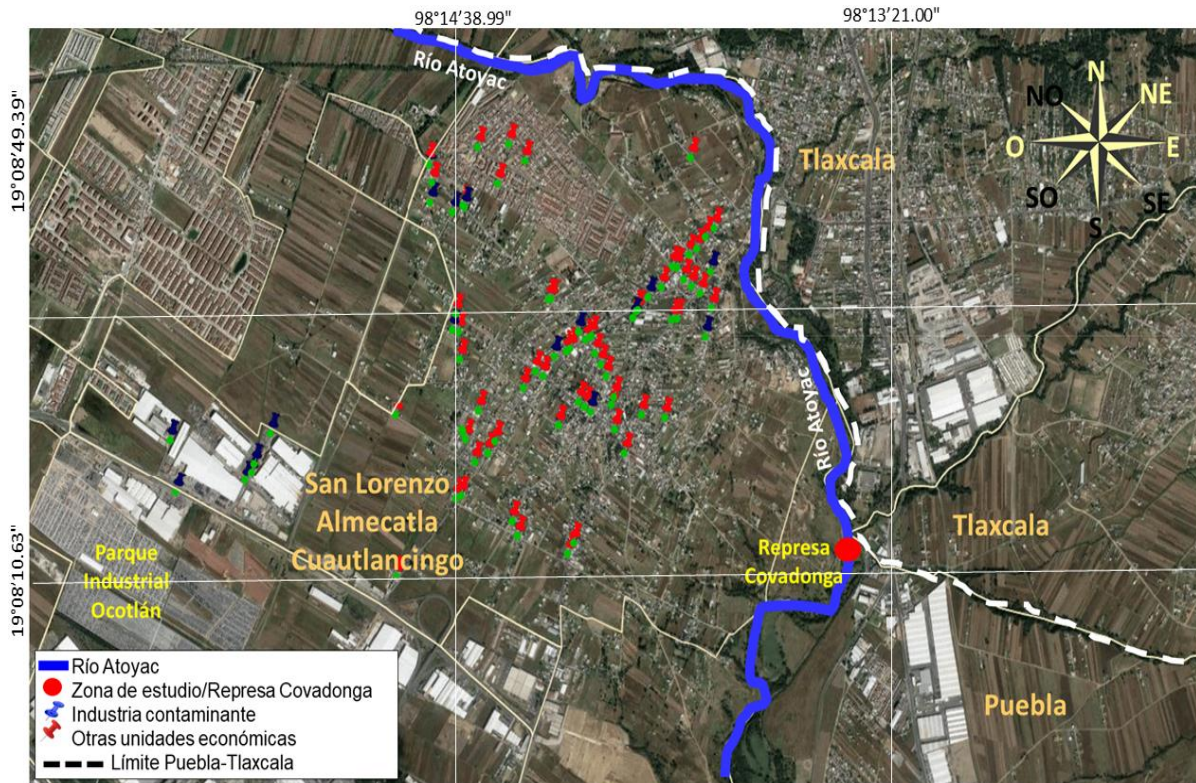 98°14'38.99"
98°13'21.00"
19°08'49.39"
19°08'10.63"
Río Atoyac
Tlaxcala
N
NE
E
SE
S
SO
O
NO
Río Atoyac
San Lorenzo
Almecatla
Cuautlancingo
Parque
Industrial
Ocotlán
Represa
Covadonga
Tlaxcala
Puebla
Río Atoyac
Zona de estudio/Represa Covadonga
Industria contaminante
Otras unidades económicas
Límite Puebla-Tlaxcala